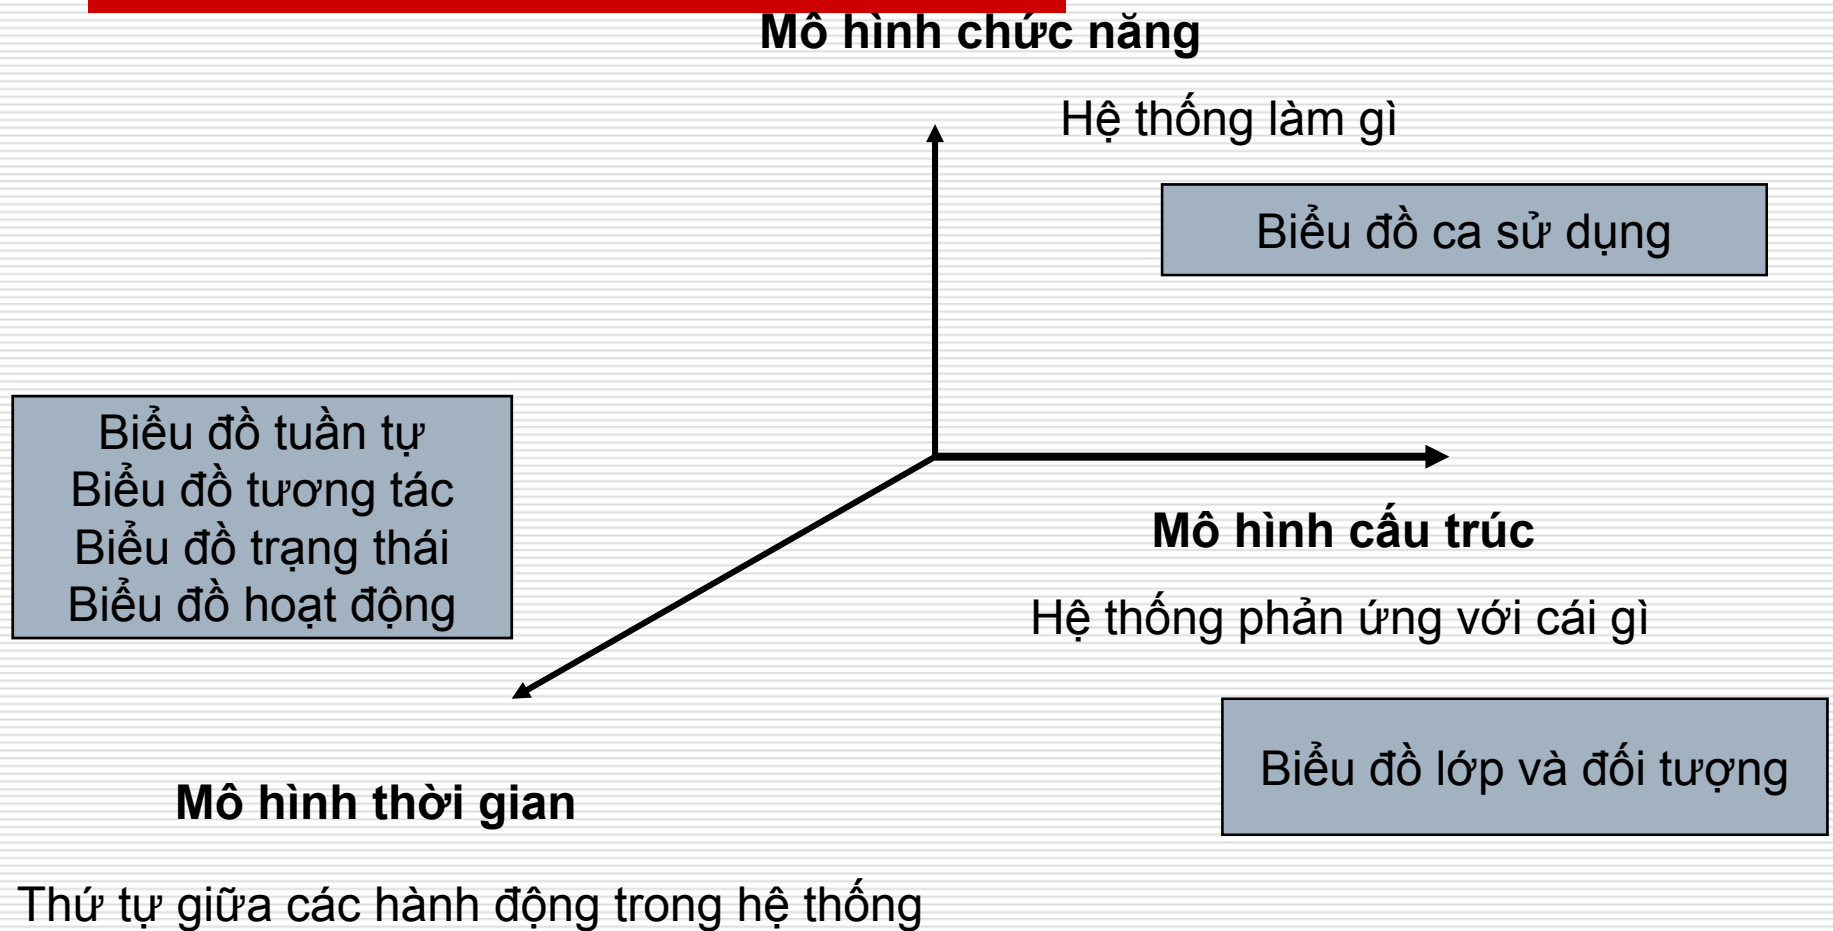 Mô hình chức năng
Hệ thống làm gì
Biểu đồ ca sử dụng
Biểu đồ tuần tự
Biểu đồ tương tác
Biểu đồ trạng thái
Biểu đồ hoạt động
Mô hình cấu trúc
Hệ thống phản ứng với cái gì
Biểu đồ lớp và đối tượng
Mô hình thời gian
Thứ tự giữa các hành động trong hệ thống